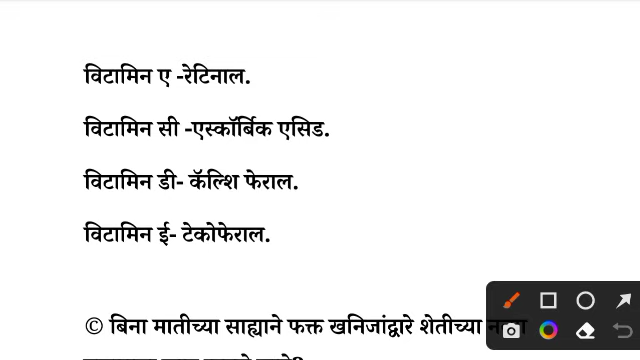 विटामिन ए -रेटिनाल.
विटामिन सी -एस्कॉर्बिक एसिड.
विटामिन डी- कॅल्शि फेराल.
विटामिन ई- टेकोफेराल.
© बिना मातीच्या साह्याने फक्त खनिजांद्वारे शेतीच्या